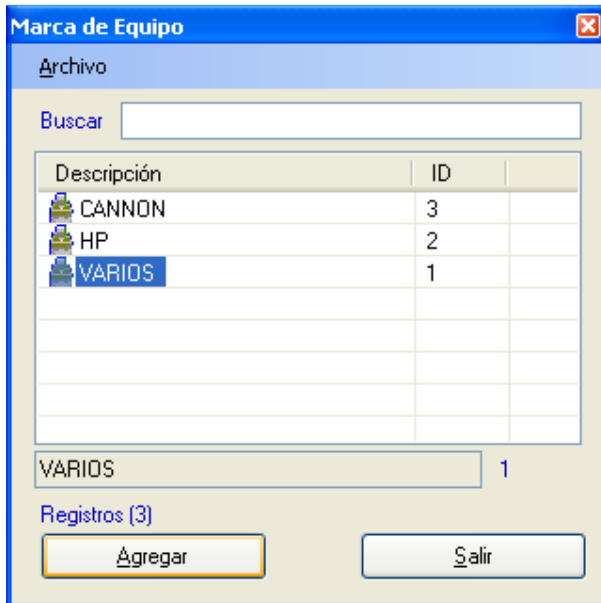 Marca de Equipo
Archivo
Buscar
Descripción ID
CANNON 3
HP 2
VARIOS 1
VARIOS 1
Registros (3)
Agregar Salir